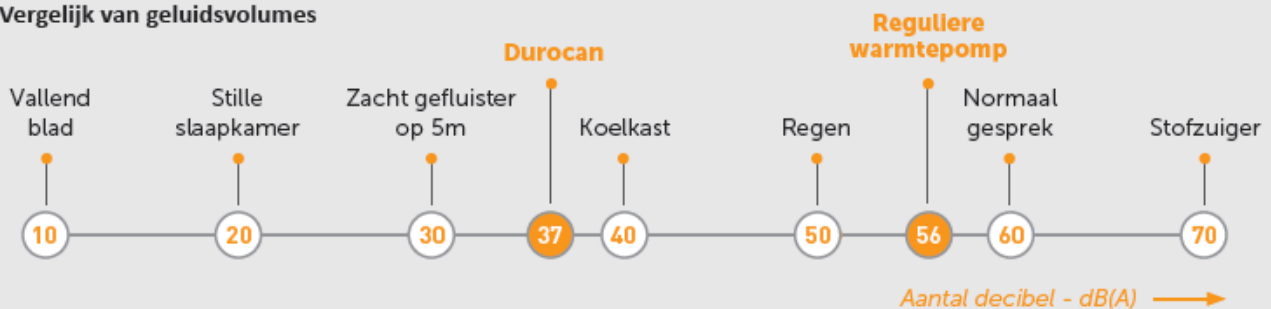 Vergelijk van geluidsvolumes
Durocan
Reguliere
warmtepomp
Vallend
blad
Stille
slaapkamer
Zacht gefluister
op 5m
Koelkast
Regen
Normaal
gesprek
Stofzuiger
10
20
30
37
40
50
56
60
70
Aantal decibel - dB(A)